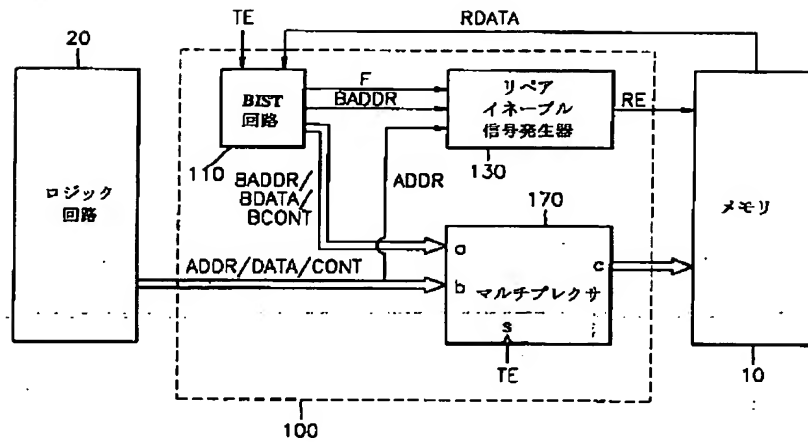 RDATA
TE
20
F
BADDR
BIST
回路
リペア
イネーブル
信号発生器
RE
110
130
ADDR
BADDR/
BDATA/
BCONT
170
ロジック
回路
メモリ
a
c
ADDR/DATA/CONT
b
マルチプレクサ
s
TE
10
100